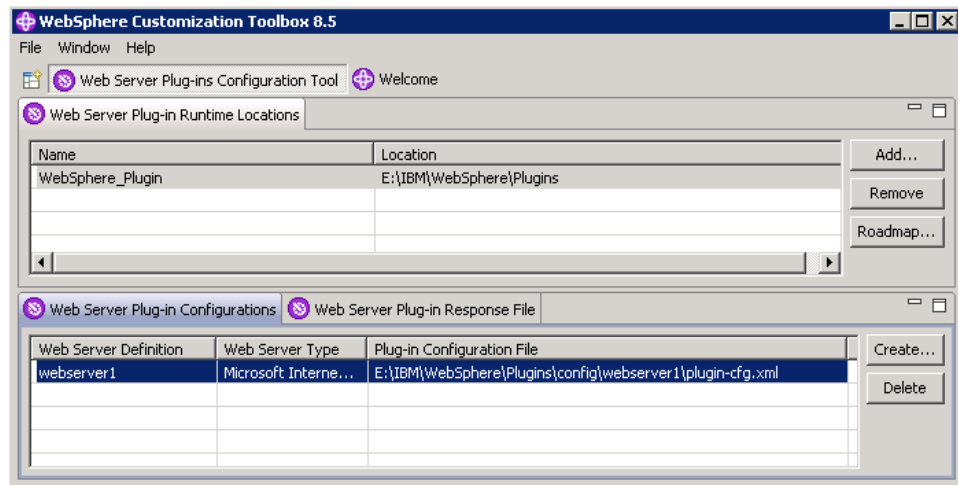 WebSphere Customization Toolbox 8.5
File Window Help
Web Server Plug-ins Configuration Tool Welcome
Web Server Plug-in Runtime Locations
Name Location Add...
WebSphere_Plugin E:\IBM\WebSphere\Plugins
Remove
Roadmap...
Web Server Plug-in Configurations Web Server Plug-in Response File
Web Server Definition Web Server Type Plug-in Configuration File Create...
webserver1 Microsoft Interne... E:\IBM\WebSphere\Plugins\config\webserver1\plugin-cfg.xml
Delete